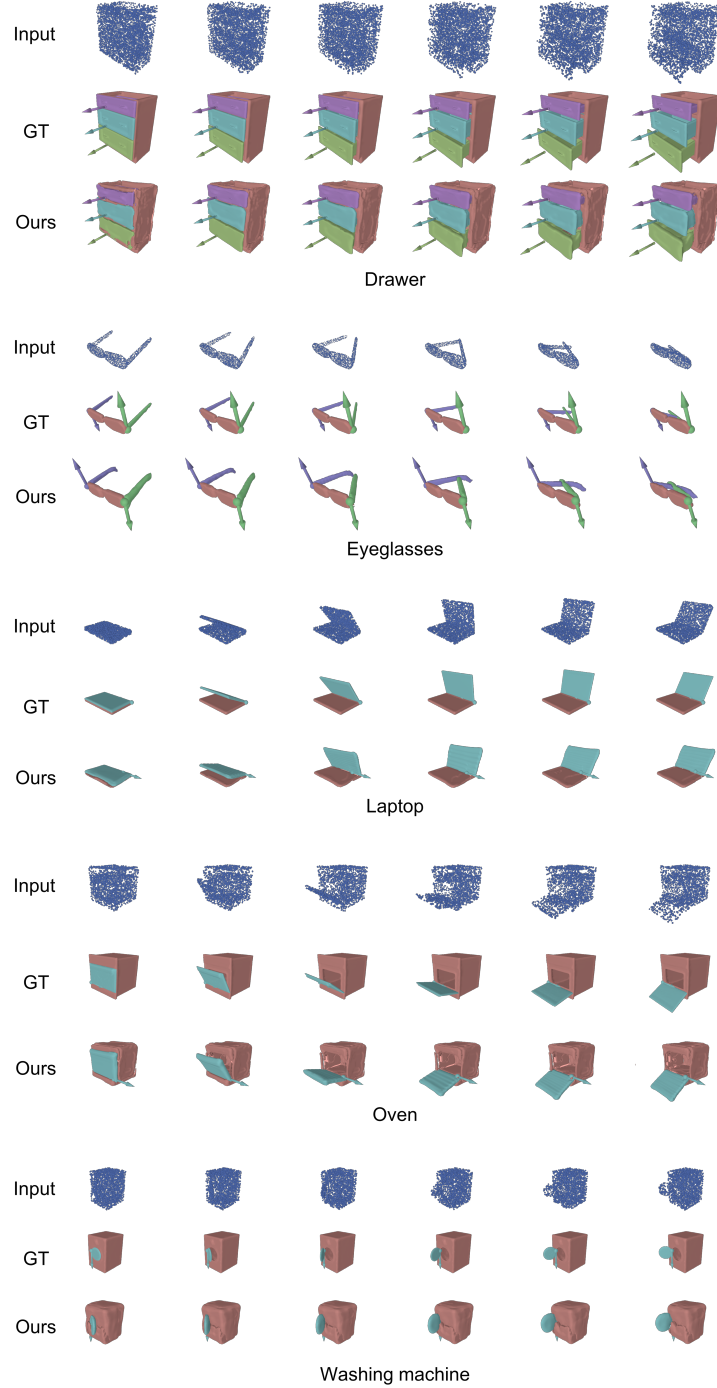 Input
GT
Ours
Drawer
Input
GT
Ours
Eyeglasses
Input
GT
Ours
Laptop
Input
GT
Ours
Oven
Input
GT
Ours
Washing machine